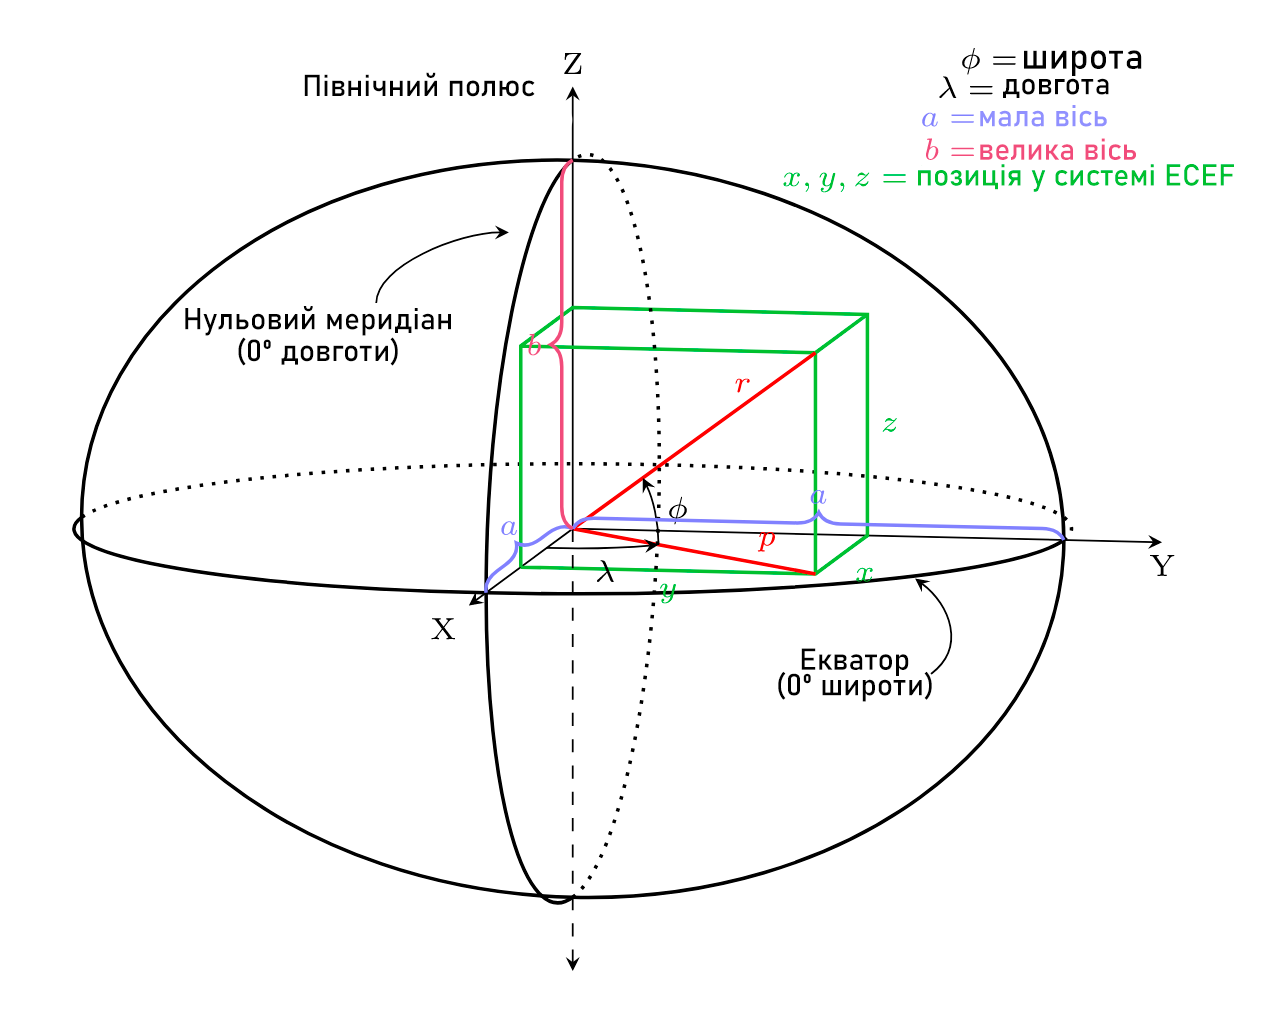 Z
Північний полюс
ϕ = широта
λ = довгота
a = мала вісь
b = велика вісь
x, y, z = позиція у системі ECEF
Нульовий меридіан
(0° довготи)
b
r
z
a
ϕ
a
p
λ
x
y
Y
X
Екватор
(0° широти)